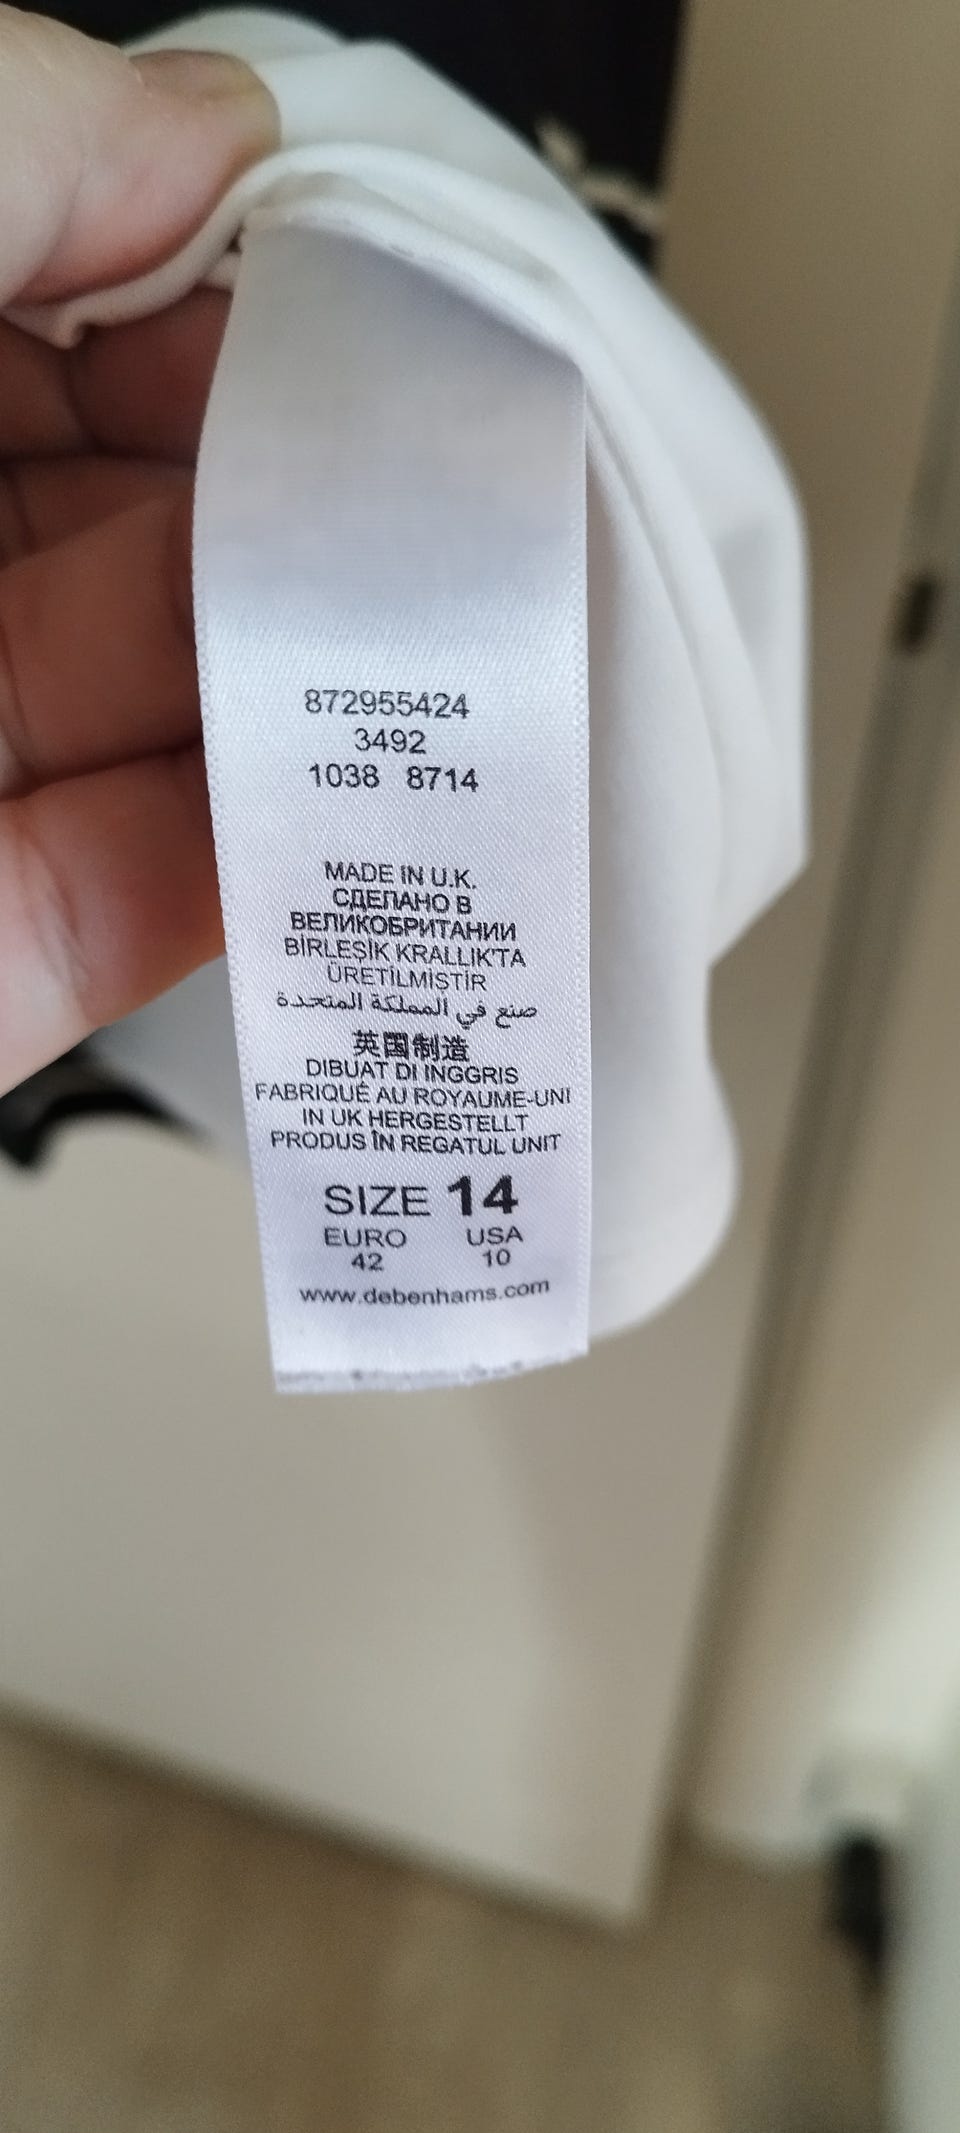 872955424
3492
1038 8714
MADE IN U.K.
СДЕЛАНО В
ВЕЛИКОБРИТАНИИ
BİRLEŞİK KRALLIK'TA
ÜRETİLMİŞTİR
صنع في المملكة المتحدة
英国制造
DIBUAT DI INGGRIS
FABRIQUÉ AU ROYAUME-UNI
IN UK HERGESTELLT
PRODUS ÎN REGATUL UNIT
SIZE 14
EURO USA
42 10
www.debenhams.com